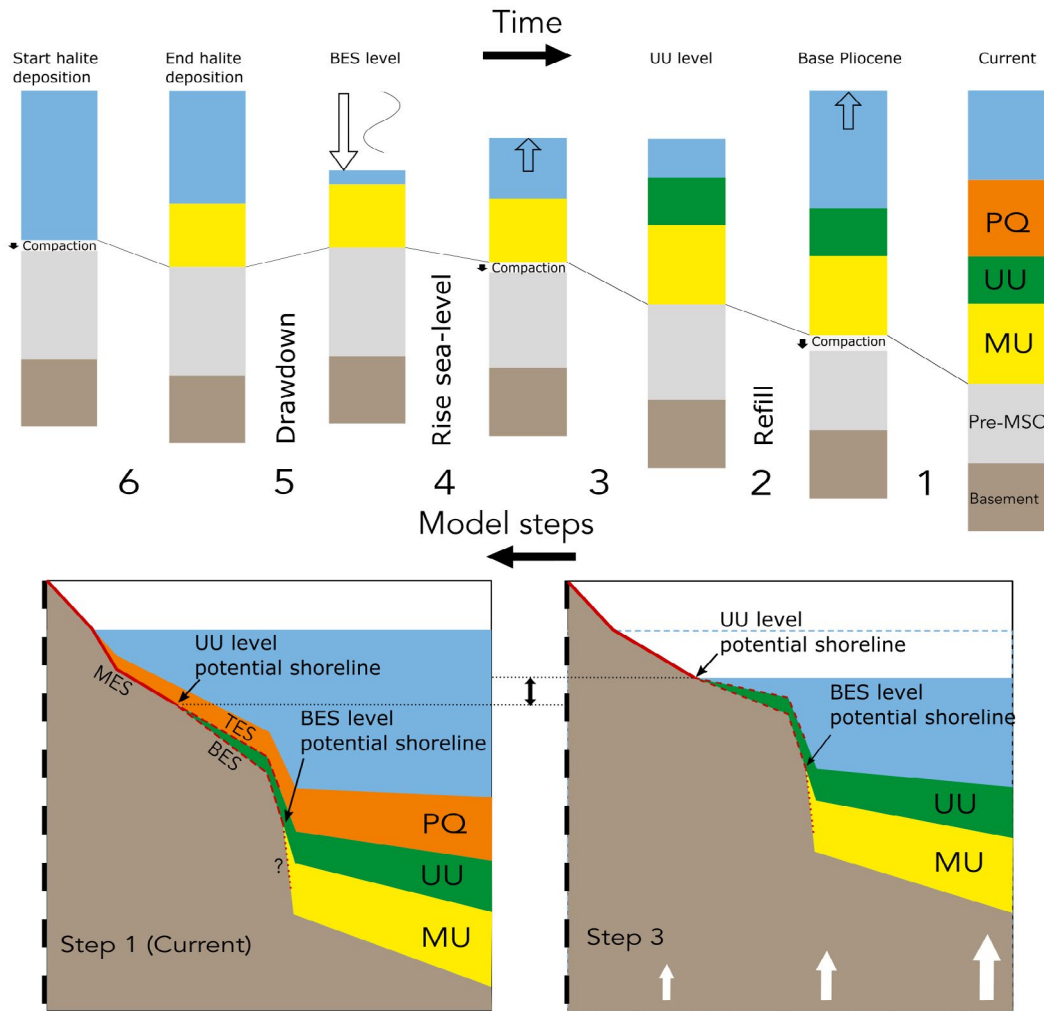 Time
Start halite
deposition
End halite
deposition
BES level
UU level
Base Pliocene
Current
Compaction
Compaction
Compaction
PQ
UU
MU
Pre-MSC
Basement
Drawdown
Rise sea-level
Refill
6
5
4
3
2
1
Model steps
UU level
potential shoreline
BES level
potential shoreline
MES
TES
BES
?
PQ
UU
MU
Step 1 (Current)
UU level
potential shoreline
BES level
potential shoreline
UU
MU
Step 3